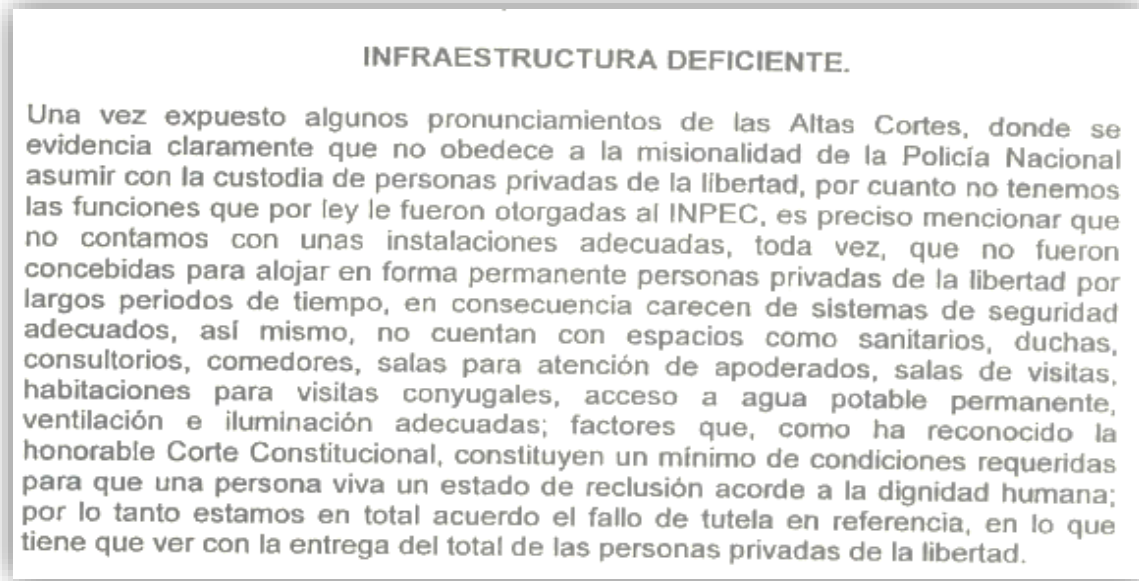 INFRAESTRUCTURA DEFICIENTE.
Una vez expuesto algunos pronunciamientos de las Altas Cortes, donde se
evidencia claramente que no obedece a la misionalidad de la Policía Nacional
asumir con la custodia de personas privadas de la libertad, por cuanto no tenemos
las funciones que por ley le fueron otorgadas al INPEC, es preciso mencionar que
no contamos con unas instalaciones adecuadas, toda vez, que no fueron
concebidas para alojar en forma permanente personas privadas de la libertad por
largos periodos de tiempo, en consecuencia carecen de sistemas de seguridad
adecuados, así mismo, no cuentan con espacios como sanitarios, duchas,
consultorios, comedores, salas para atención de apoderados, salas de visitas,
habitaciones para visitas conyugales, acceso a agua potable permanente,
ventilación e iluminación adecuadas; factores que, como ha reconocido la
honorable Corte Constitucional, constituyen un mínimo de condiciones requeridas
para que una persona viva un estado de reclusión acorde a la dignidad humana;
por lo tanto estamos en total acuerdo el fallo de tutela en referencia, en lo que
tiene que ver con la entrega del total de las personas privadas de la libertad.